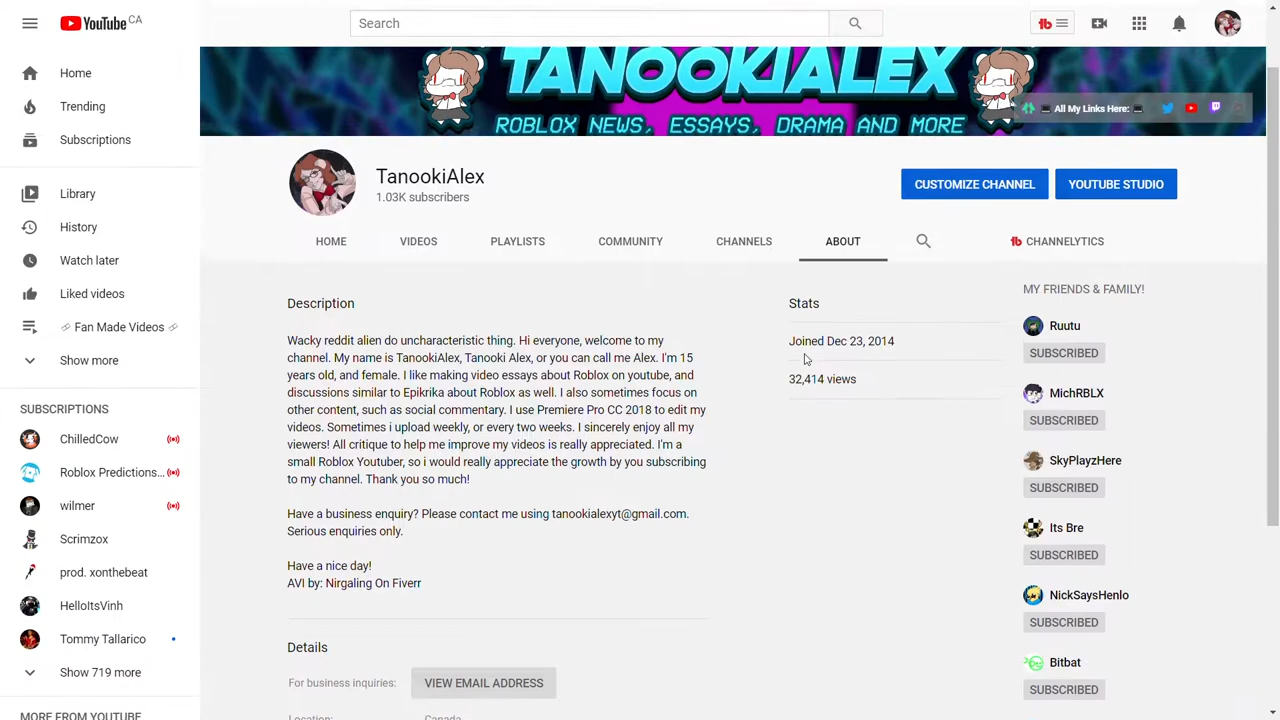 YouTube CA
Search
Home
Trending
Subscriptions
Library
History
Watch later
Liked videos
Fan Made Videos
Show more
SUBSCRIPTIONS
ChilledCow
Roblox Predictions...
wilmer
Scrimzox
prod. xonthebeat
HelloItsVinh
Tommy Tallarico
Show 719 more
MORE FROM YOUTUBE
TANOOKIALEX
ROBLOX NEWS, ESSAYS, DRAMA AND MORE
All My Links Here:
TanookiAlex
1.03K subscribers
CUSTOMIZE CHANNEL
YOUTUBE STUDIO
HOME VIDEOS PLAYLISTS COMMUNITY CHANNELS ABOUT CHANNELYTICS
Description
Wacky reddit alien do uncharacteristic thing. Hi everyone, welcome to my
channel. My name is TanookiAlex, Tanooki Alex, or you can call me Alex. I'm 15
years old, and female. I like making video essays about Roblox on youtube, and
discussions similar to Epikrika about Roblox as well. I also sometimes focus on
other content, such as social commentary. I use Premiere Pro CC 2018 to edit my
videos. Sometimes i upload weekly, or every two weeks. I sincerely enjoy all my
viewers! All critique to help me improve my videos is really appreciated. I'm a
small Roblox Youtuber, so i would really appreciate the growth by you subscribing
to my channel. Thank you so much!
Have a business enquiry? Please contact me using tanookialexyt@gmail.com.
Serious enquiries only.
Have a nice day!
AVI by: Nirgaling On Fiverr
Details
For business inquiries: VIEW EMAIL ADDRESS
Location: Canada
Stats
Joined Dec 23, 2014
32,414 views
MY FRIENDS & FAMILY!
Ruutu
SUBSCRIBED
MichRBLX
SUBSCRIBED
SkyPlayzHere
SUBSCRIBED
Its Bre
SUBSCRIBED
NickSaysHenlo
SUBSCRIBED
Bitbat
SUBSCRIBED